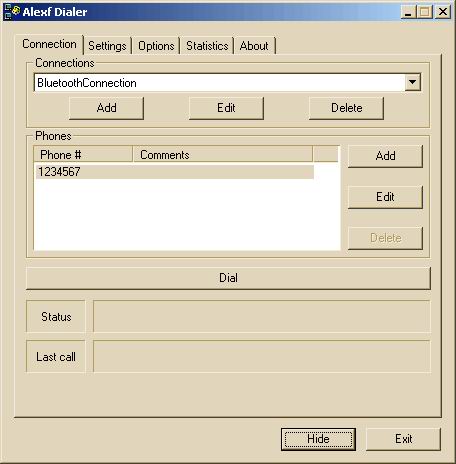 Alexf Dialer
Connection Settings Options Statistics About
Connections
BluetoothConnection
Add Edit Delete
Phones
Phone # Comments
1234567
Add
Edit
Delete
Dial
Status
Last call
Hide Exit